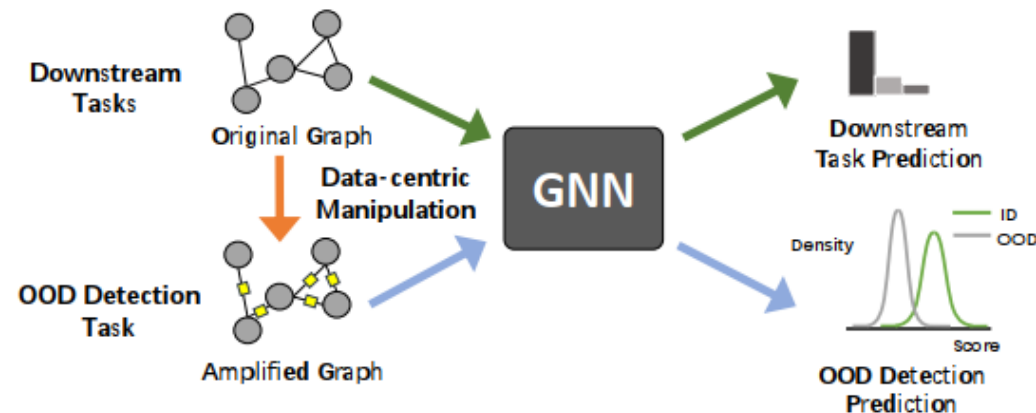 Downstream
Tasks
Original Graph
Data-centric
Manipulation
OOD Detection
Task
Amplified Graph
GNN
Downstream
Task Prediction
Density
ID
OOD
Score
OOD Detection
Prediction